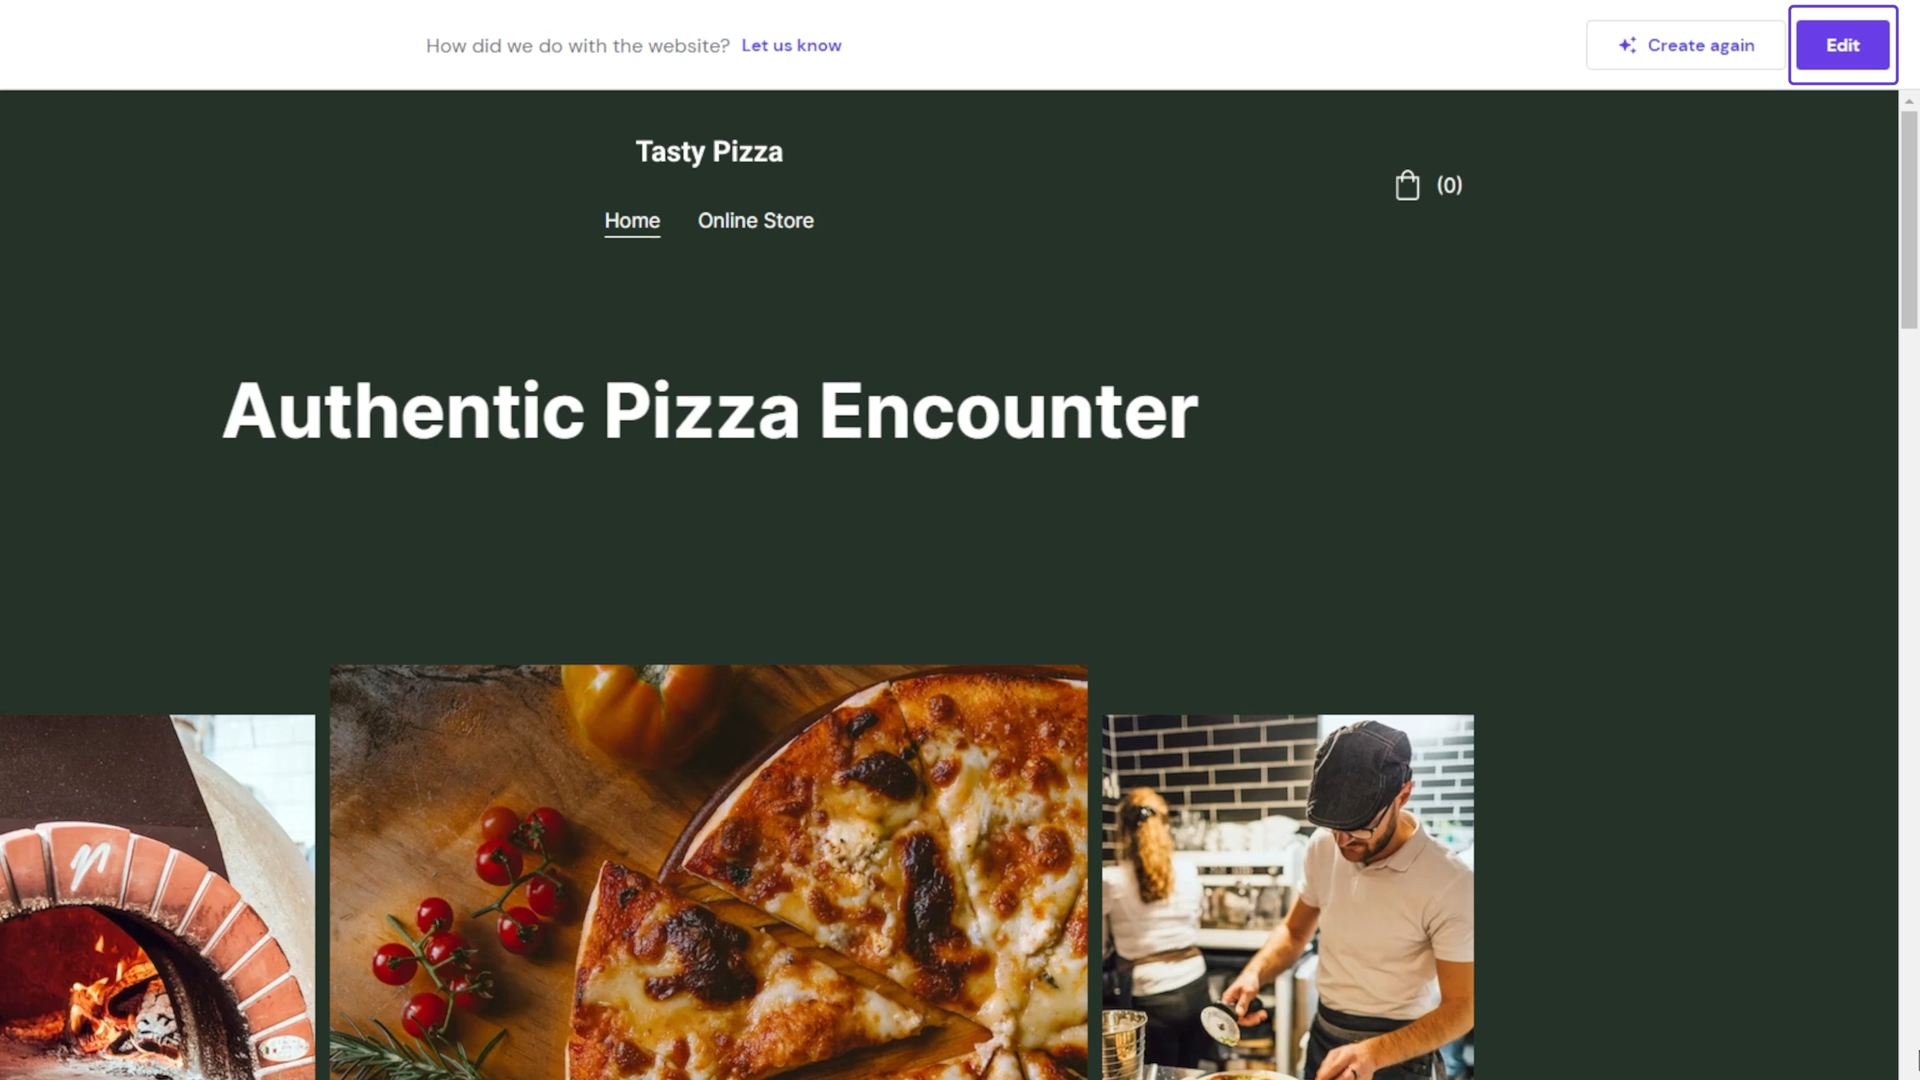 How did we do with the website? Let us know
Create again
Edit
Tasty Pizza
(0)
Home Online Store
Authentic Pizza Encounter
n